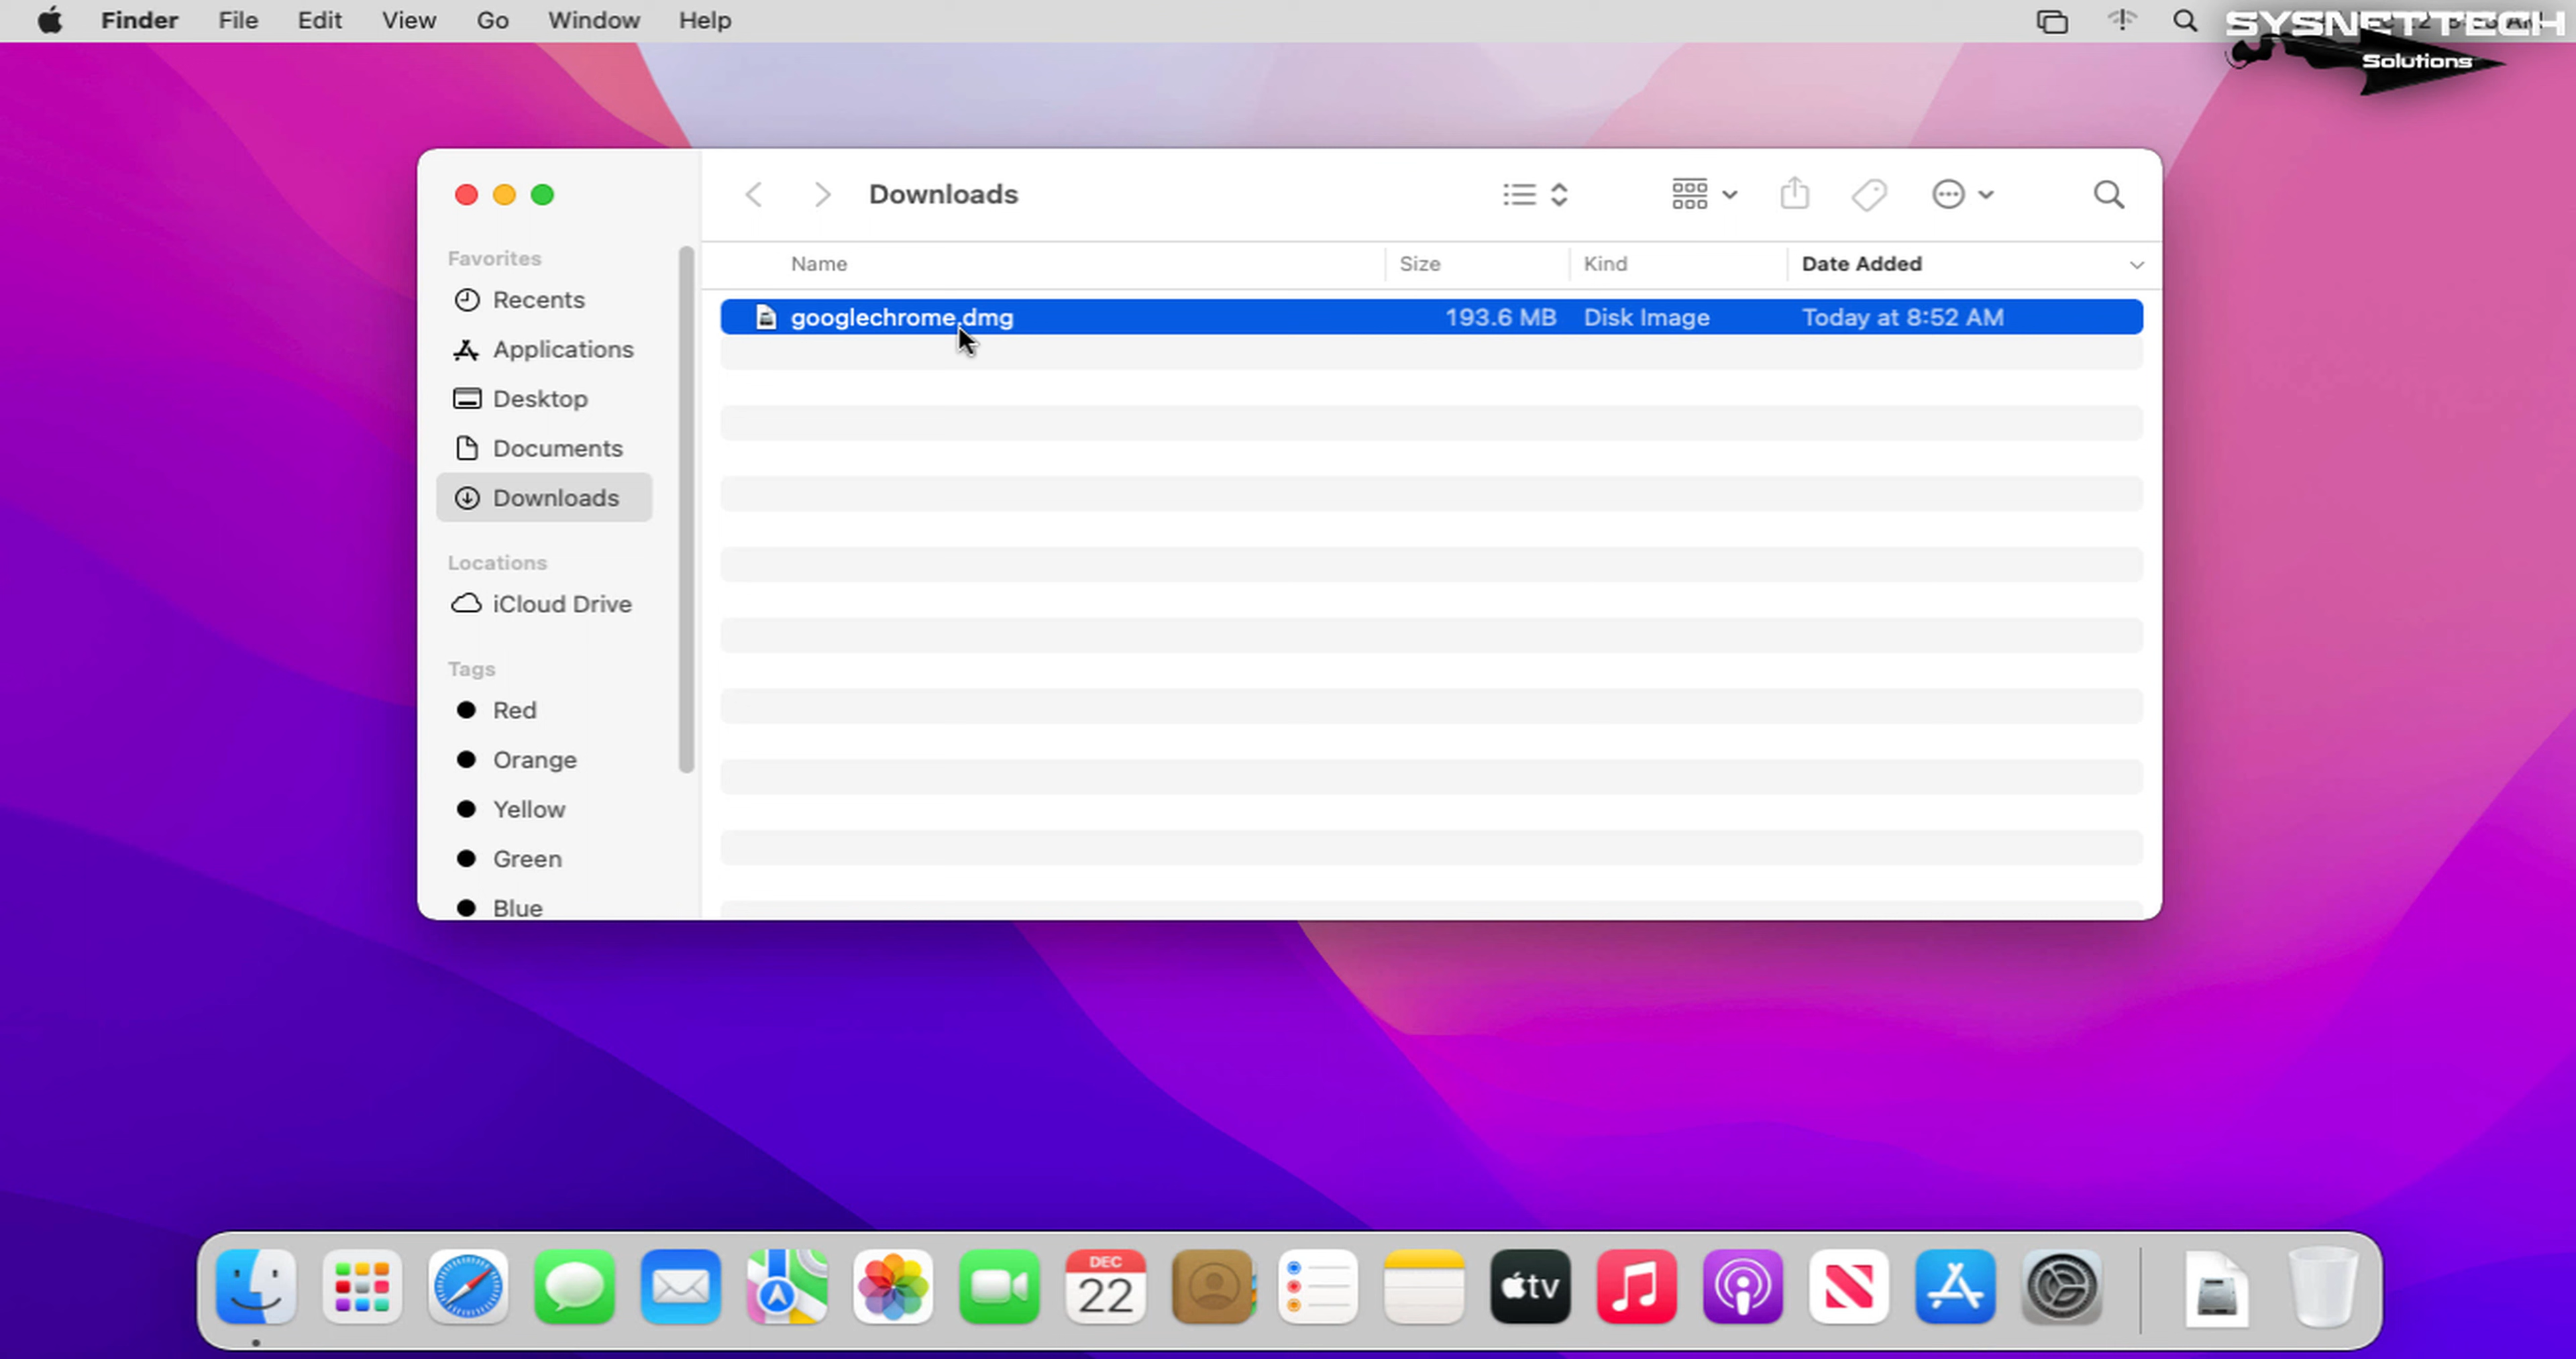 Finder File Edit View Go Window Help
SYSNETTECH
Solutions
Downloads
Favorites
Recents
Applications
Desktop
Documents
Downloads
Locations
iCloud Drive
Tags
Red
Orange
Yellow
Green
Blue
Name Size Kind Date Added
googlechrome.dmg 193.6 MB Disk Image Today at 8:52 AM
DEC
22
tv